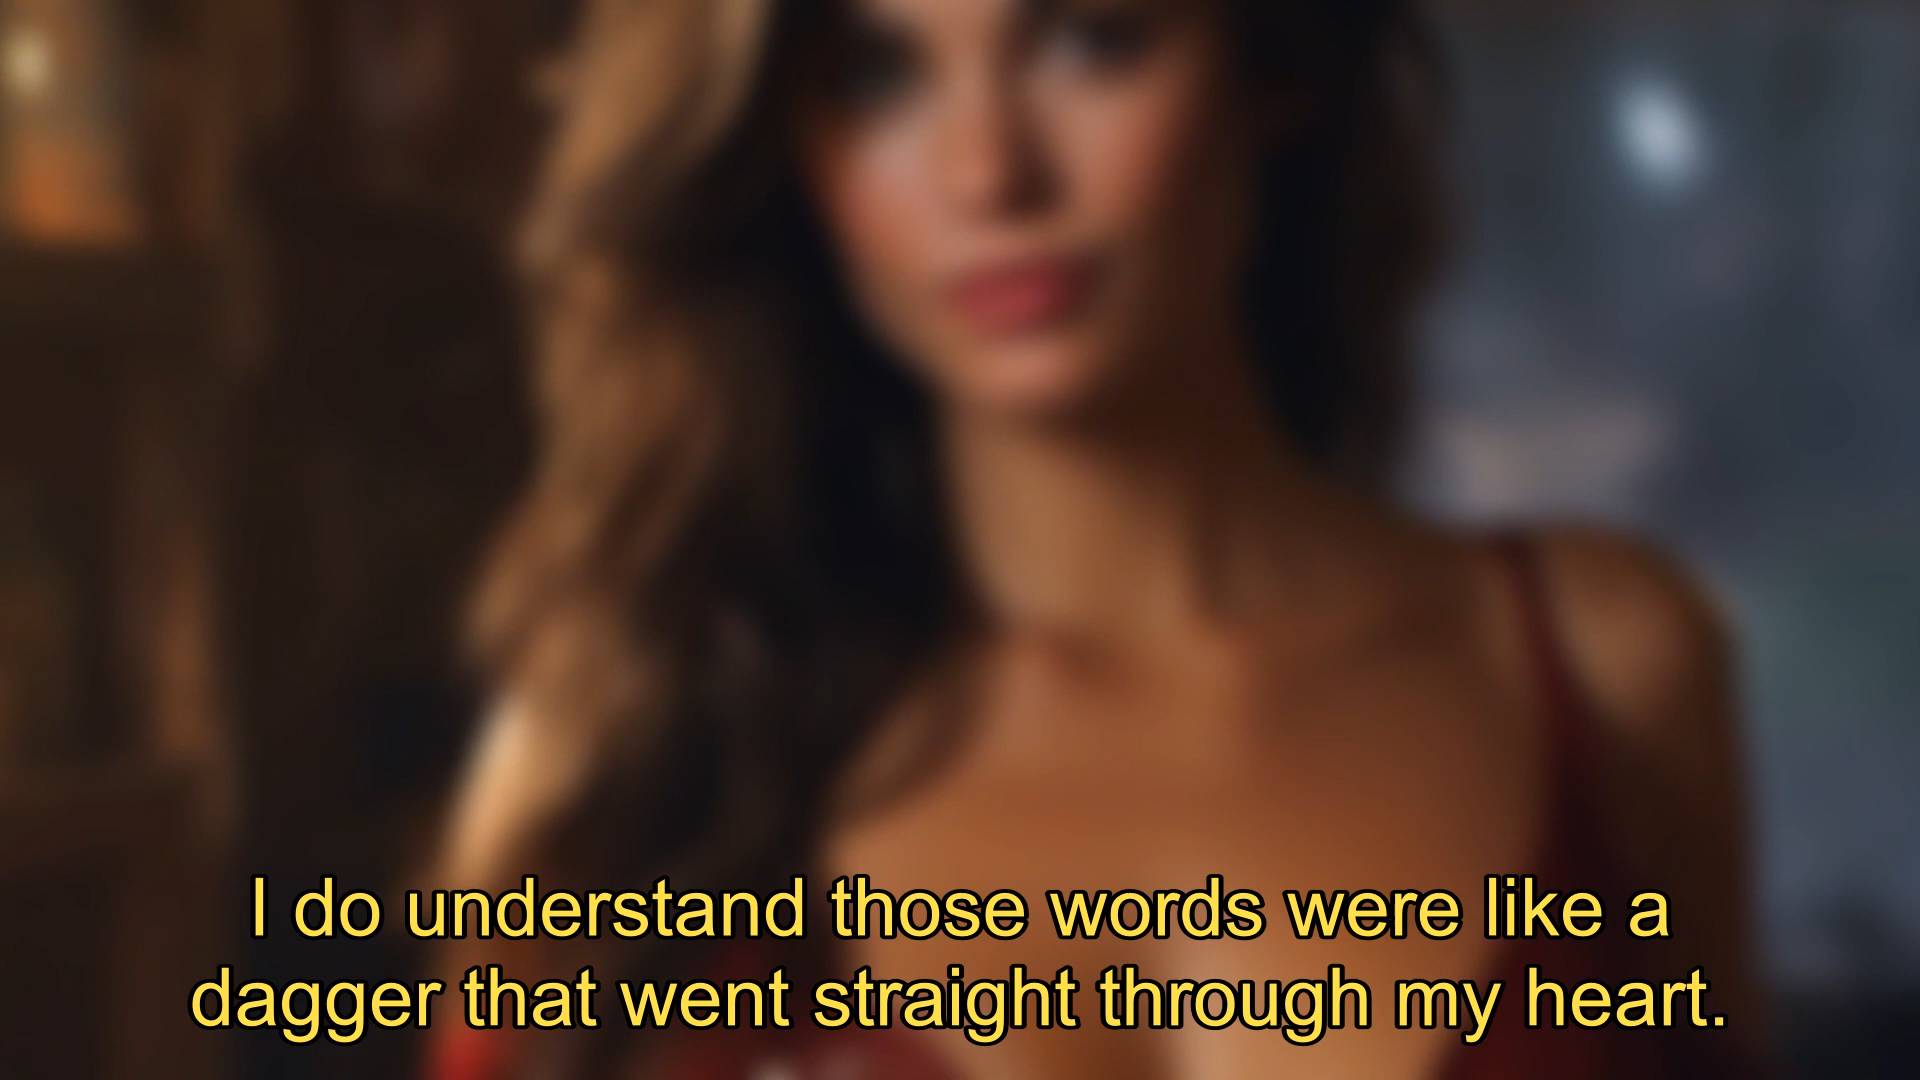 I do understand those words were like a
dagger that went straight through my heart.